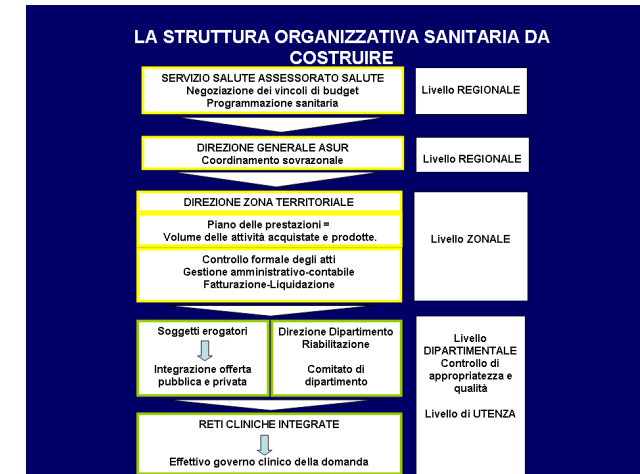 LA STRUTTURA ORGANIZZATIVA SANITARIA DA
COSTRUIRE
SERVIZIO SALUTE ASSESSORATO SALUTE
Negoziazione dei vincoli di budget
Programmazione sanitaria
Livello REGIONALE
DIREZIONE GENERALE ASUR
Coordinamento sovrazonale
Livello REGIONALE
DIREZIONE ZONA TERRITORIALE
Piano delle prestazioni =
Volume delle attività acquistate e prodotte.
Controllo formale degli atti
Gestione amministrativo-contabile
Fatturazione-Liquidazione
Livello ZONALE
Soggetti erogatori
Integrazione offerta
pubblica e privata
Direzione Dipartimento
Riabilitazione
Comitato di
dipartimento
Livello
DIPARTIMENTALE
Controllo di
appropriatezza e
qualità
Livello di UTENZA
RETI CLINICHE INTEGRATE
Effettivo governo clinico della domanda